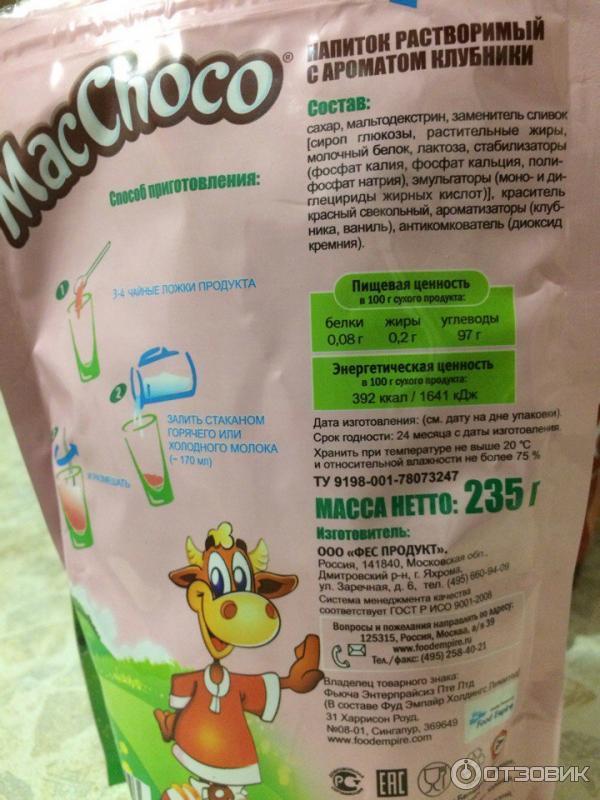 MacChoco®
Способ приготовления:
1
3-4 ЧАЙНЫЕ ЛОЖКИ ПРОДУКТА
2
ЗАЛИТЬ СТАКАНОМ
ГОРЯЧЕГО ИЛИ
ХОЛОДНОГО МОЛОКА
(~ 170 мл)
РАЗМЕШАТЬ
НАПИТОК РАСТВОРИМЫЙ
С АРОМАТОМ КЛУБНИКИ
Состав:
сахар, мальтодекстрин, заменитель сливок
[сироп глюкозы, растительные жиры,
молочный белок, лактоза, стабилизаторы
(фосфат калия, фосфат кальция, поли-
фосфат натрия), эмульгаторы (моно- и ди-
глецириды жирных кислот)], краситель
красный свекольный, ароматизаторы (клуб-
ника, ваниль), антикомкователь (диоксид
кремния).
Пищевая ценность
в 100 г сухого продукта:
белки жиры углеводы
0,08 г 0,2 г 97 г
Энергетическая ценность
в 100 г сухого продукта:
392 ккал / 1641 кДж
Дата изготовления: (см. дату на дне упаковки).
Срок годности: 24 месяца с даты изготовления.
Хранить при температуре не выше 20 °С
и относительной влажности не более 75 %
ТУ 9198-001-78073247
МАССА НЕТТО: 235 г
Изготовитель:
ООО «ФЕС ПРОДУКТ».
Россия, 141840, Московская обл.,
Дмитровский р-н, г. Яхрома,
ул. Заречная, д. 6, тел. (495) 660-94-09
Система менеджмента качества
соответствует ГОСТ Р ИСО 9001-2008
Вопросы и пожелания направлять по адресу:
125315, Россия, Москва, а/я 39
www.foodempire.ru
Тел./факс: (495) 258-40-21
Владелец товарного знака:
Фьюча Энтерпрайсиз Пте Лтд
(В составе Фуд Эмпайр Холдингс Лимитед)
31 Харрисон Роуд,
№08-01, Сингапур, 369649
www.foodempire.com
Food Empire
РС
EAC
ОТЗОВИК